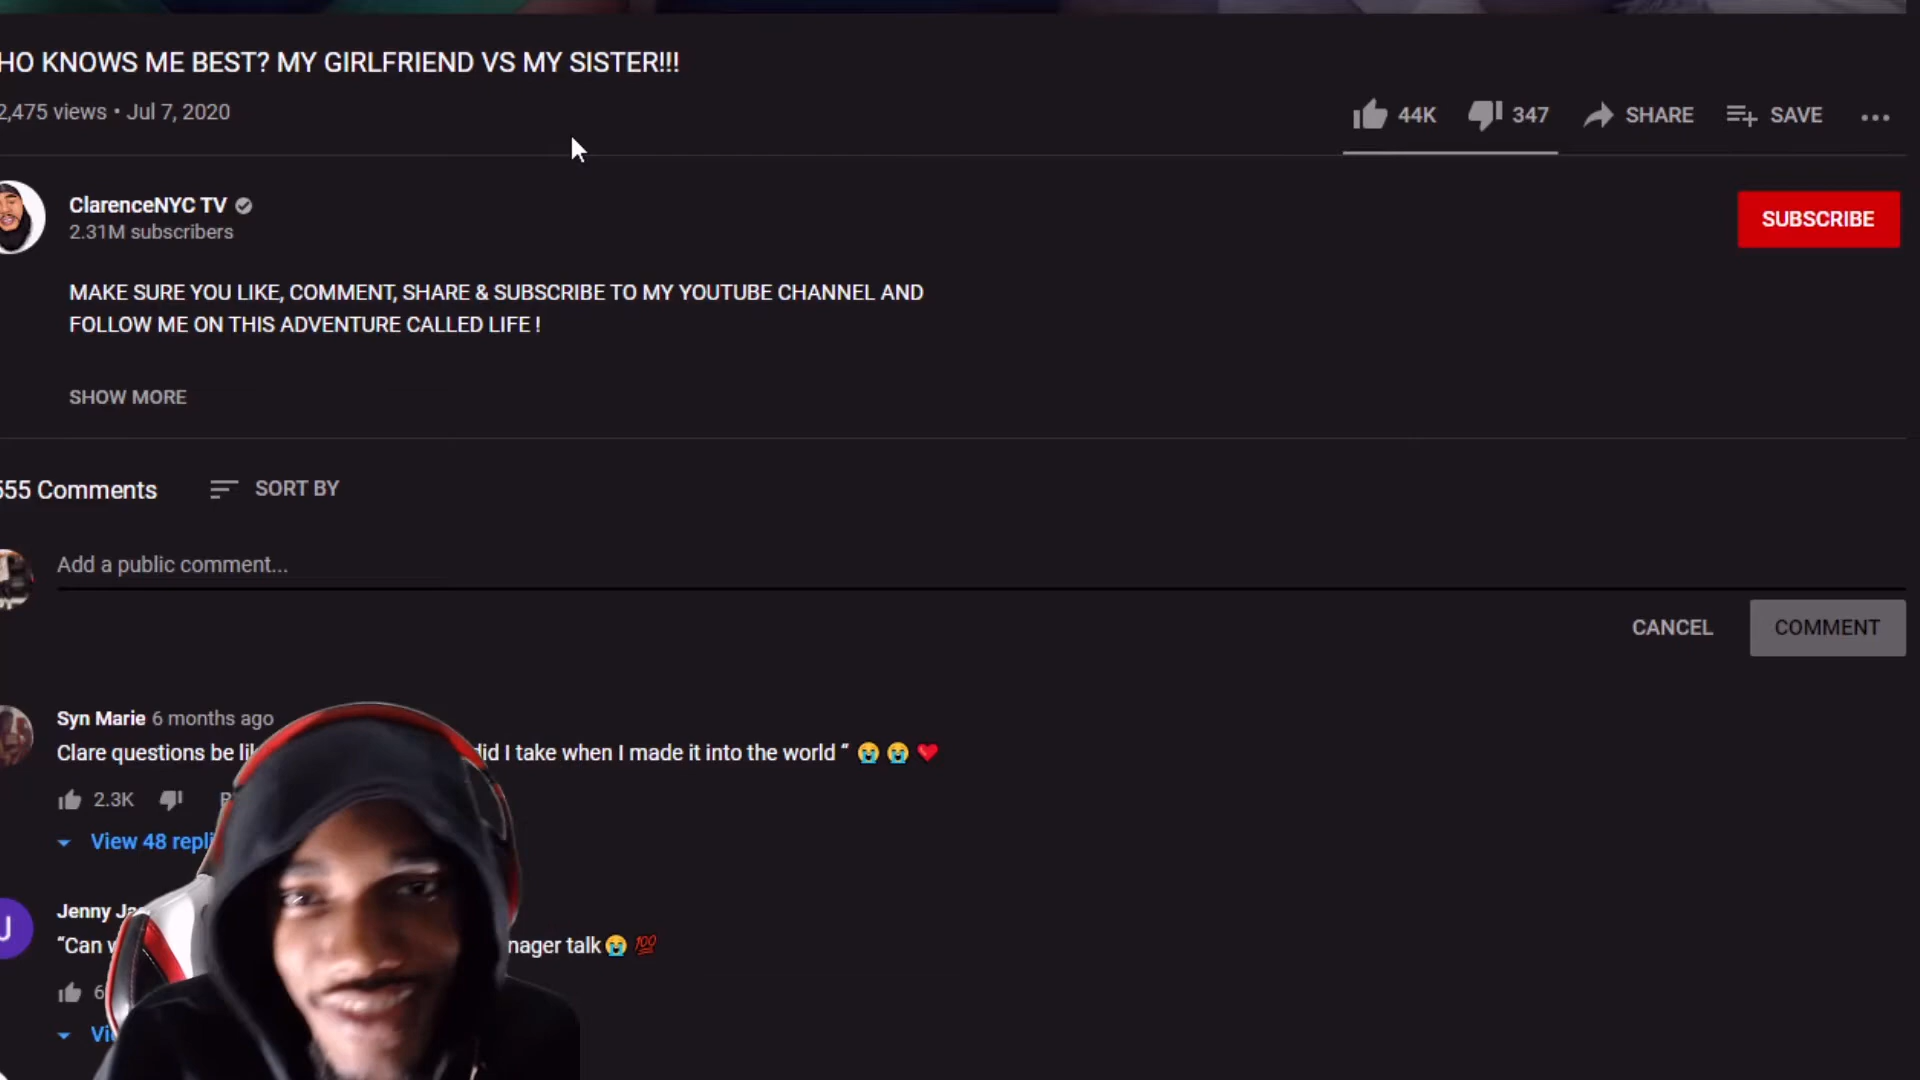 HO KNOWS ME BEST? MY GIRLFRIEND VS MY SISTER!!!
2,475 views • Jul 7, 2020
44K 347 SHARE SAVE
ClarenceNYC TV
2.31M subscribers
SUBSCRIBE
MAKE SURE YOU LIKE, COMMENT, SHARE & SUBSCRIBE TO MY YOUTUBE CHANNEL AND
FOLLOW ME ON THIS ADVENTURE CALLED LIFE !
SHOW MORE
555 Comments SORT BY
Add a public comment...
CANCEL COMMENT
Syn Marie 6 months ago
Clare questions be I take when I made it into the world “ 😭 😭 ❤️
2.3K
View 48
J Jenny
“Can talk😭 💯
6